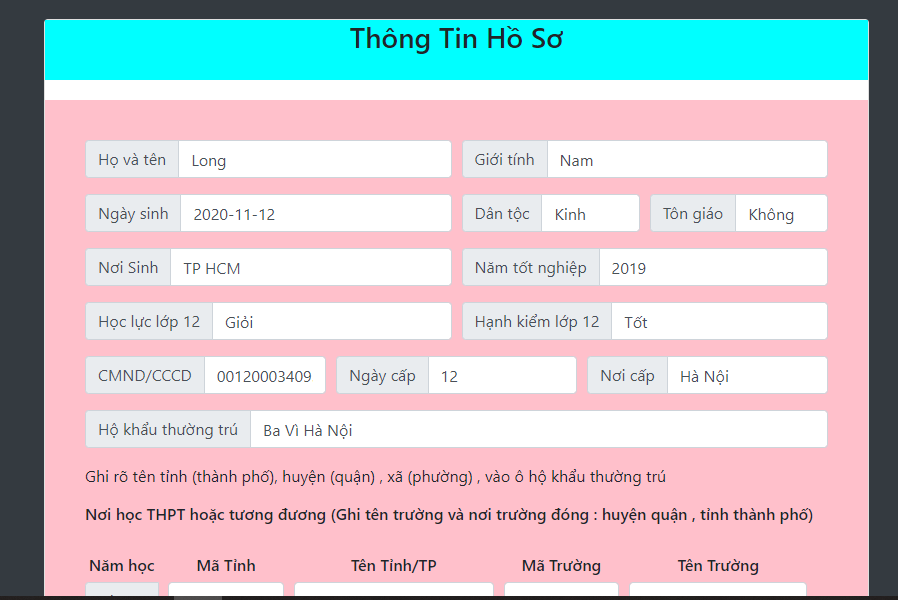 Thông Tin Hồ Sơ
Họ và tên Long Giới tính Nam
Ngày sinh 2020-11-12 Dân tộc Kinh Tôn giáo Không
Nơi Sinh TP HCM Năm tốt nghiệp 2019
Học lực lớp 12 Giỏi Hạnh kiểm lớp 12 Tốt
CMND/CCCD 00120003409 Ngày cấp 12 Nơi cấp Hà Nội
Hộ khẩu thường trú Ba Vì Hà Nội
Ghi rõ tên tỉnh (thành phố), huyện (quận) , xã (phường) , vào ô hộ khẩu thường trú
Nơi học THPT hoặc tương đương (Ghi tên trường và nơi trường đóng : huyện quận , tỉnh thành phố)
Năm học Mã Tỉnh Tên Tỉnh/TP Mã Trường Tên Trường